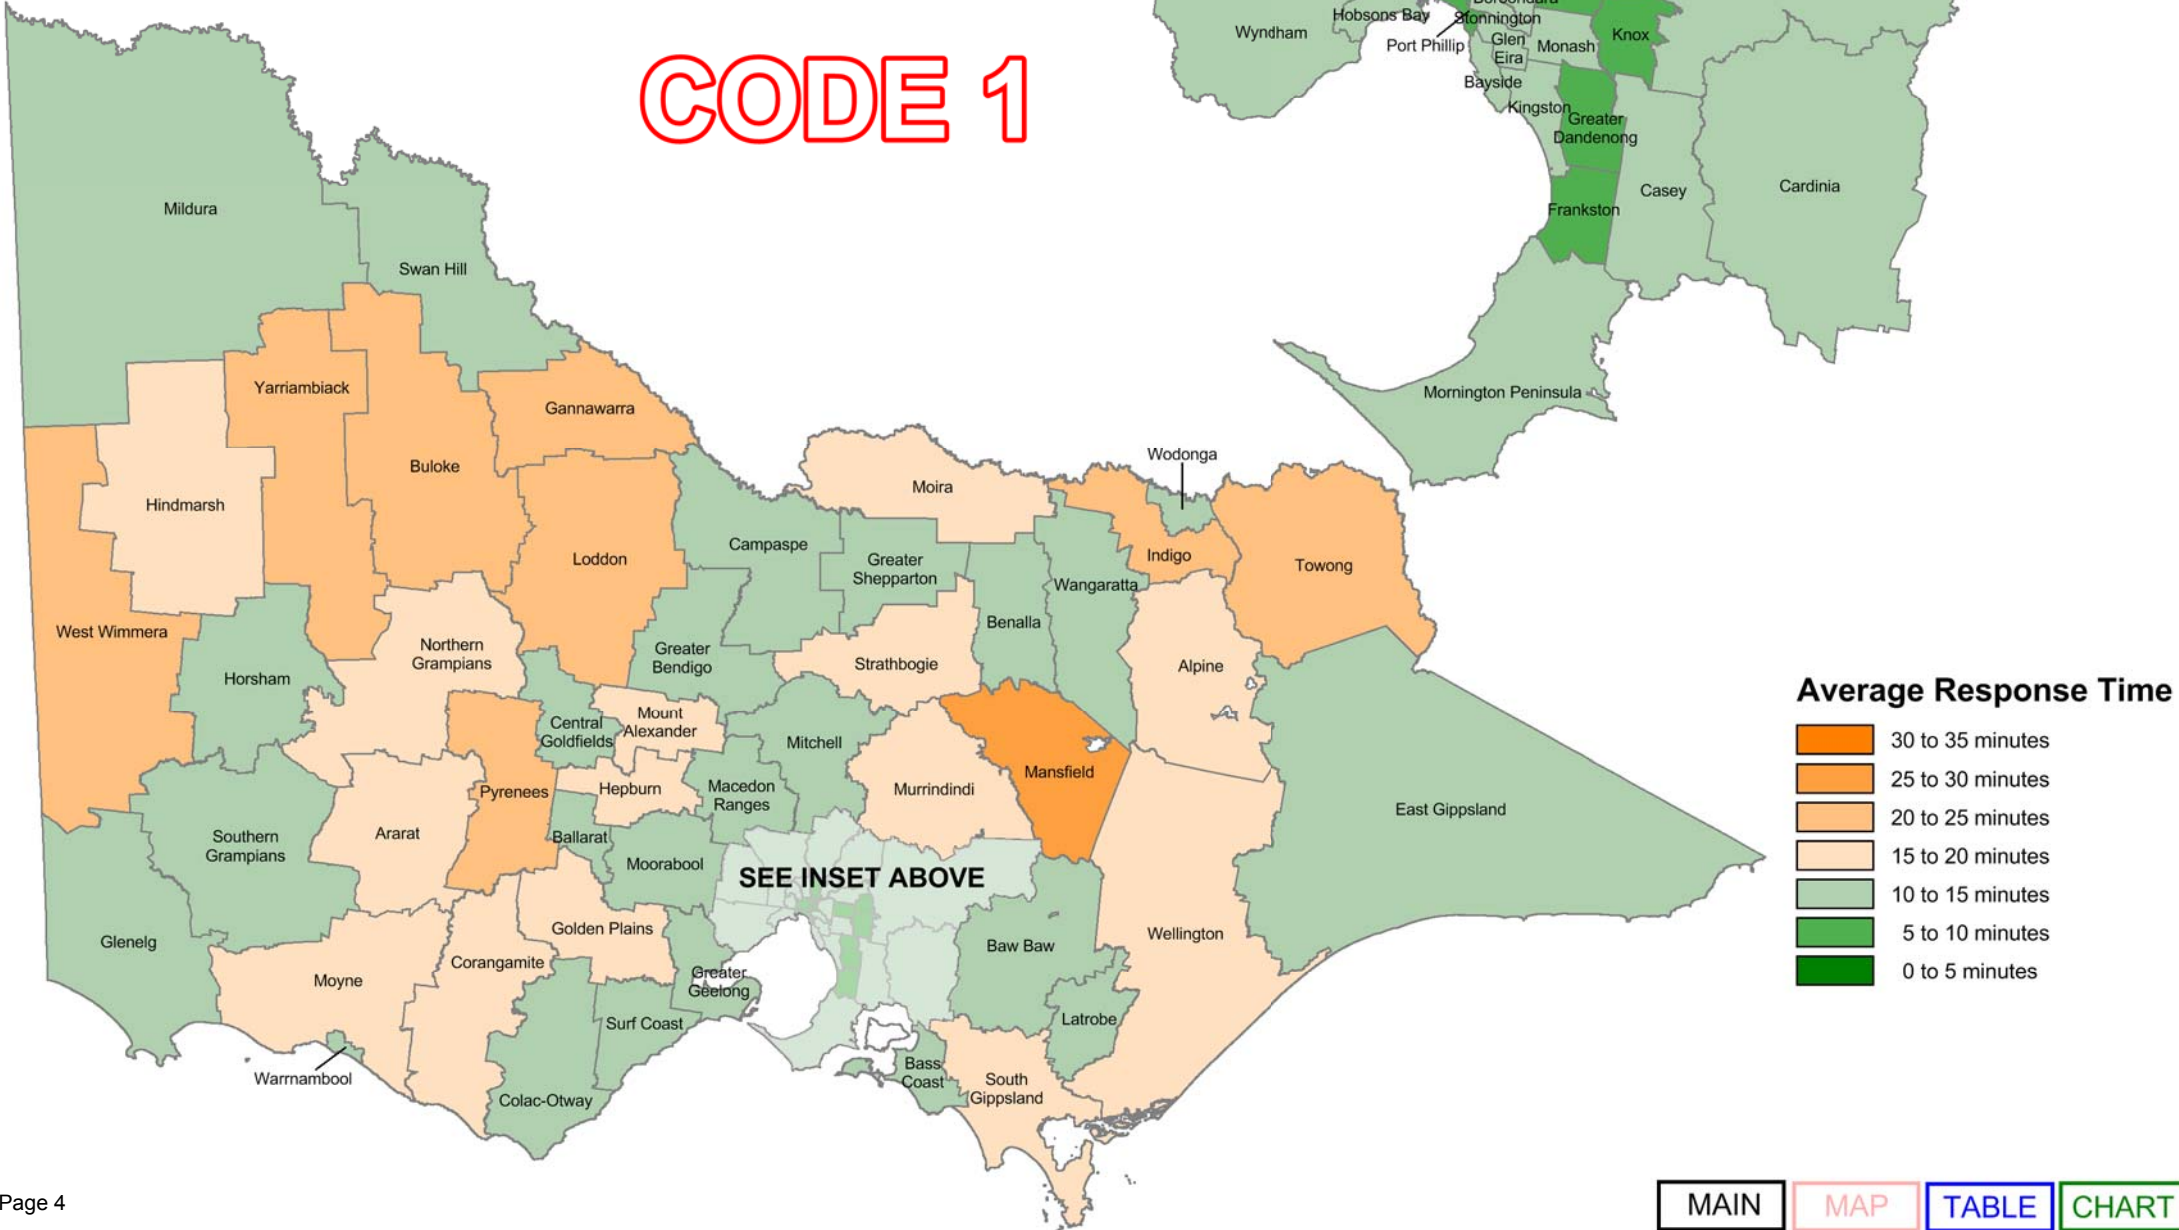 Boroondara
Hobsons Bay
Stonnington
Wyndham
Port Phillip
Glen
Eira
Monash
Knox
Bayside
Kingston
Greater
Dandenong
Casey
Cardinia
Frankston
Mornington Peninsula
CODE 1
Mildura
Swan Hill
Yarriambiack
Gannawarra
Buloke
Hindmarsh
Wodonga
Moira
Loddon
Campaspe
Greater
Shepparton
Indigo
Towong
Wangaratta
Benalla
West Wimmera
Northern
Grampians
Greater
Bendigo
Strathbogie
Alpine
Horsham
Central
Goldfields
Mount
Alexander
Mitchell
Mansfield
Pyrenees
Hepburn
Macedon
Ranges
Murrindindi
East Gippsland
Southern
Grampians
Ararat
Ballarat
Moorabool
SEE INSET ABOVE
Glenelg
Golden Plains
Wellington
Baw Baw
Moyne
Corangamite
Greater
Geelong
Surf Coast
Latrobe
Warrnambool
Colac-Otway
Bass
Coast
South
Gippsland
Average Response Time
30 to 35 minutes
25 to 30 minutes
20 to 25 minutes
15 to 20 minutes
10 to 15 minutes
5 to 10 minutes
0 to 5 minutes
Page 4
MAIN
MAP
TABLE
CHART